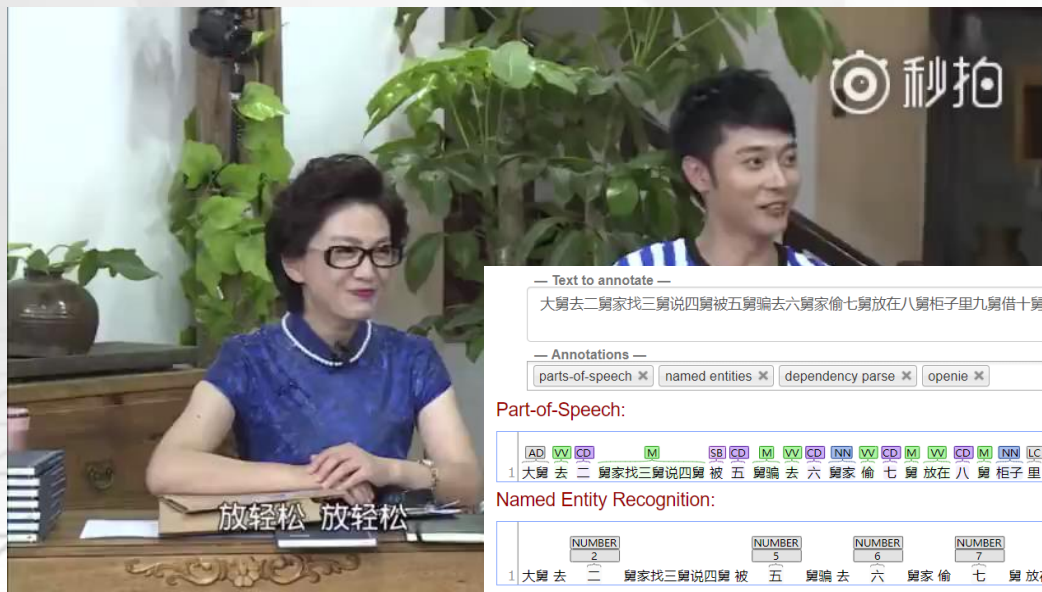 秒拍
放轻松 放轻松
— Text to annotate —
大舅去二舅家找三舅说四舅被五舅骗去六舅家偷七舅放在八舅柜子里九舅借十舅
— Annotations —
parts-of-speech × named entities × dependency parse × openie ×
Part-of-Speech:
AD VV CD M SB CD M VV CD NN VV CD M VV CD M NN LC
1 大舅 去 二 舅家找三舅说四舅 被 五 舅骗 去 六 舅家 偷 七 舅 放在 八 舅 柜子 里
Named Entity Recognition:
NUMBER NUMBER NUMBER NUMBER
2 5 6 7
1 大舅 去 二 舅家找三舅说四舅 被 五 舅骗 去 六 舅家 偷 七 舅 放在